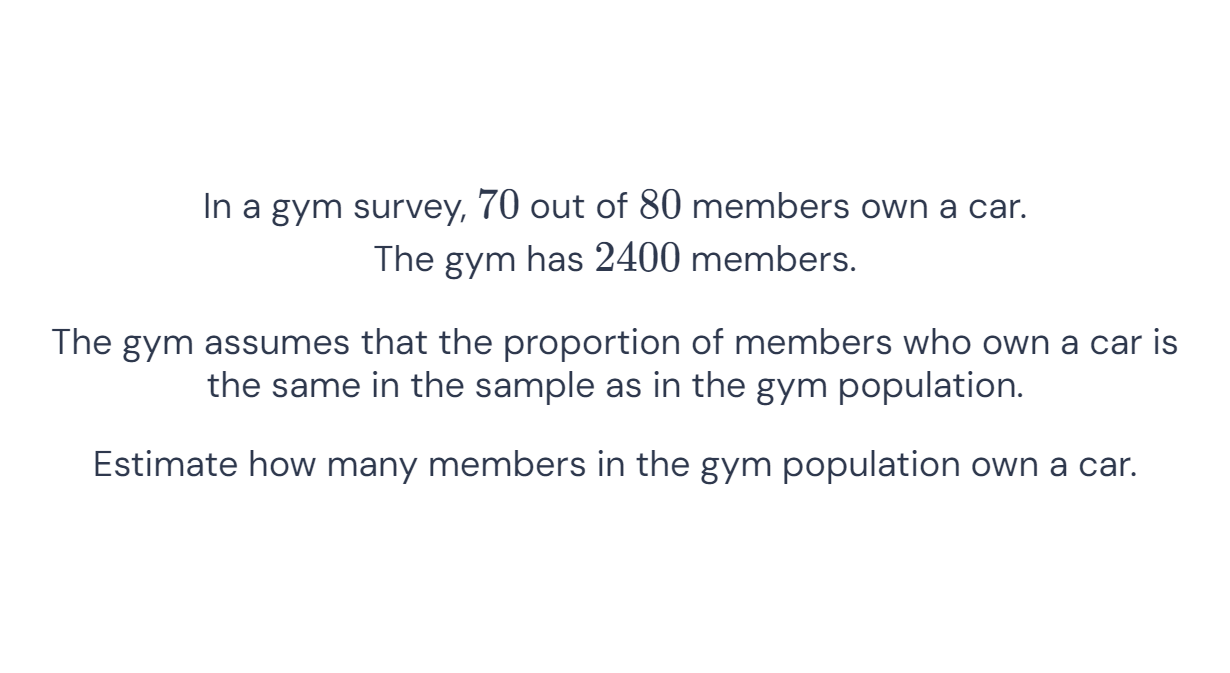 In a gym survey, 70 out of 80 members own a car.
The gym has 2400 members.
The gym assumes that the proportion of members who own a car is
the same in the sample as in the gym population.
Estimate how many members in the gym population own a car.